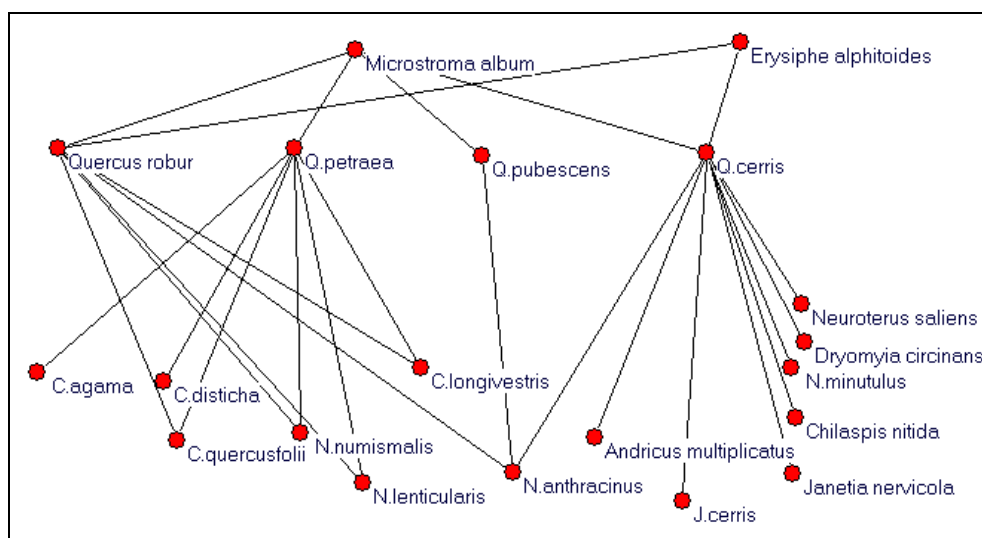 Microstroma album
Erysiphe alphitoides
Quercus robur
Q.petraea
Q.pubescens
Q.cerris
Neuroterus saliens
Dryomyia circinans
N.minutulus
C.agama
C.disticha
C.longivestris
Chilaspis nitida
C.quercusfolii
N.numismalis
Andricus multiplicatus
N.lenticularis
N.anthracinus
Janetia nervicola
J.cerris